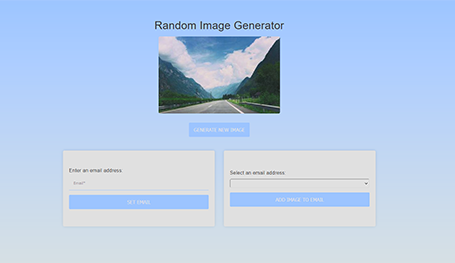 Random Image Generator
GENERATE NEW IMAGE
Enter an email address
Email*
SET EMAIL
Select an email address
ADD IMAGE TO EMAIL